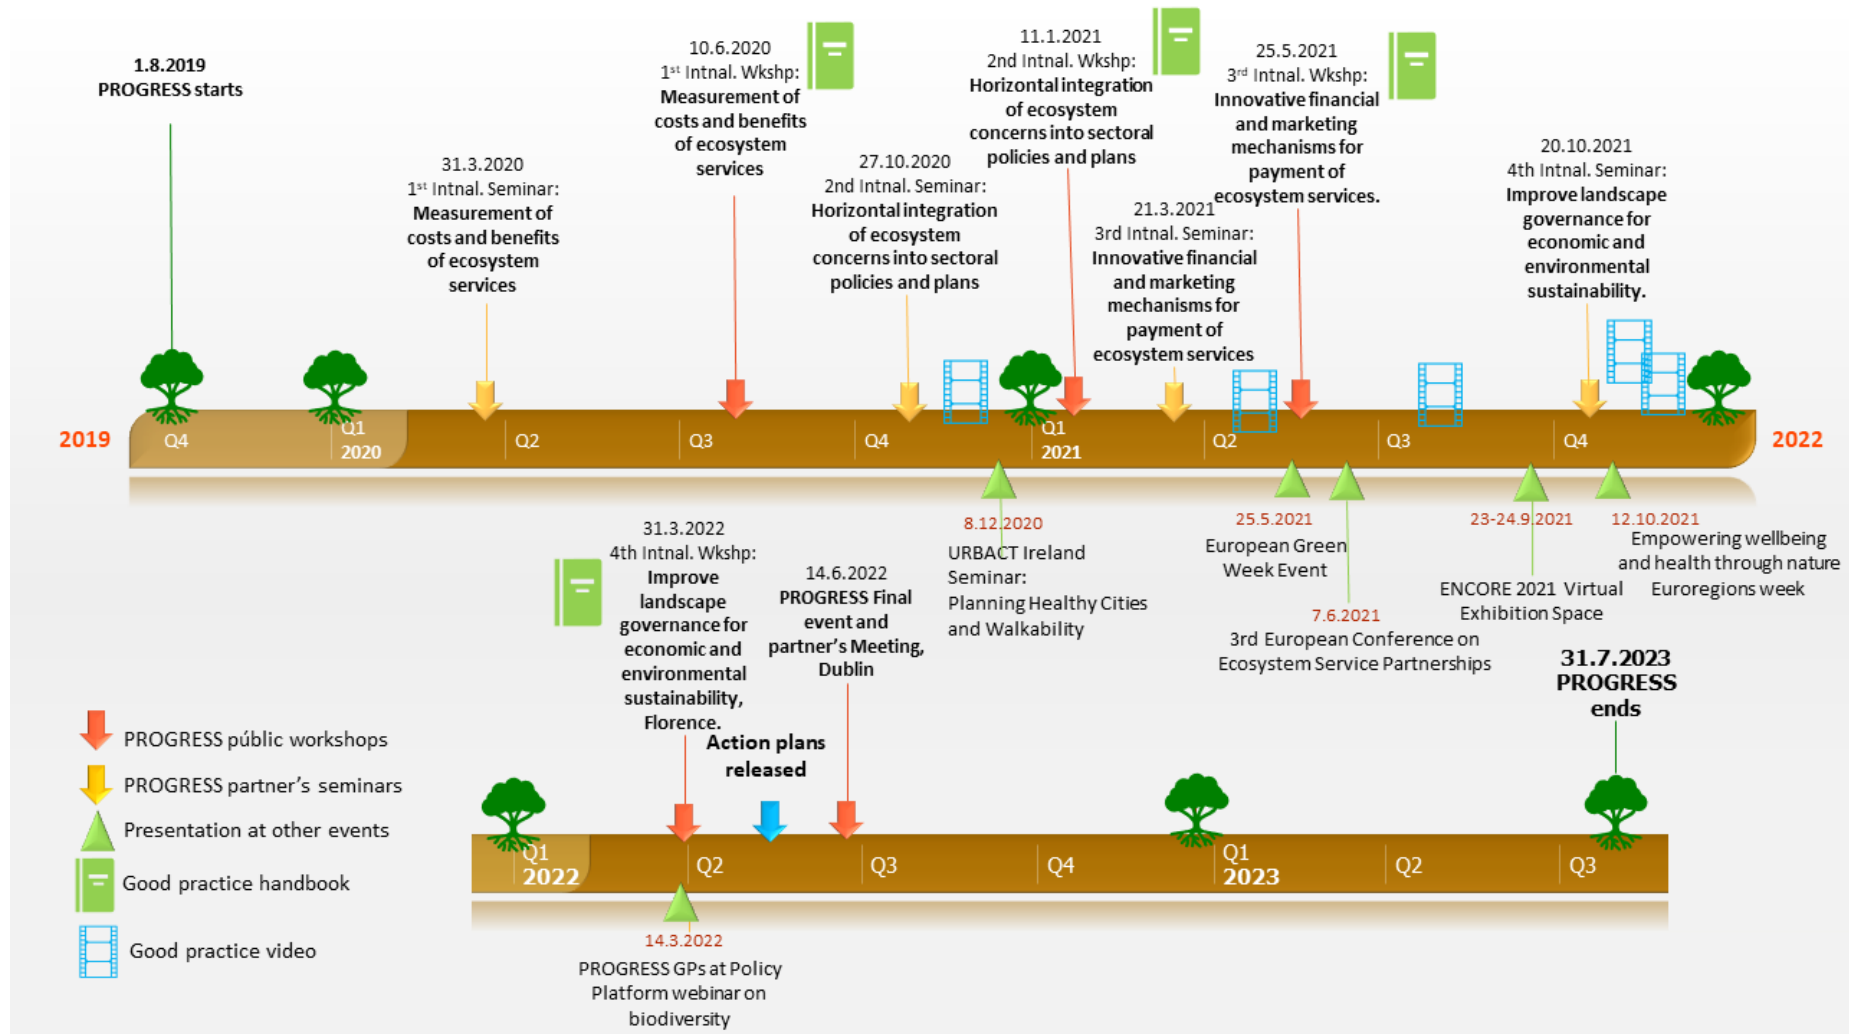 1.8.2019
PROGRESS starts
31.3.2020
1st Intnal. Seminar:
Measurement of
costs and benefits
of ecosystem
services
10.6.2020
1st Intnal. Wkshp:
Measurement of
costs and benefits
of ecosystem
services
27.10.2020
2nd Intnal. Seminar:
Horizontal integration
of ecosystem
concerns into sectoral
policies and plans
11.1.2021
2nd Intnal. Wkshp:
Horizontal integration
of ecosystem
concerns into sectoral
policies and plans
21.3.2021
3rd Intnal. Seminar:
Innovative financial
and marketing
mechanisms for
payment of
ecosystem services
25.5.2021
3rd Intnal. Wkshp:
Innovative financial
and marketing
mechanisms for
payment of
ecosystem services.
20.10.2021
4th Intnal. Seminar:
Improve landscape
governance for
economic and
environmental
sustainability.
2019
Q4
Q1
2020
Q2
Q3
Q4
Q1
2021
Q2
Q3
Q4
2022
8.12.2020
URBACT Ireland
Seminar:
Planning Healthy Cities
and Walkability
25.5.2021
European Green
Week Event
7.6.2021
3rd European Conference on
Ecosystem Service Partnerships
23-24.9.2021
ENCORE 2021 Virtual
Exhibition Space
12.10.2021
Empowering wellbeing
and health through nature
Euroregions week
31.3.2022
4th Intnal. Wkshp:
Improve
landscape
governance for
economic and
environmental
sustainability,
Florence.
Action plans
released
14.6.2022
PROGRESS Final
event and
partner's Meeting,
Dublin
31.7.2023
PROGRESS
ends
Q1
2022
Q2
Q3
Q4
Q1
2023
Q2
Q3
14.3.2022
PROGRESS GPs at Policy
Platform webinar on
biodiversity
PROGRESS públic workshops
PROGRESS partner's seminars
Presentation at other events
Good practice handbook
Good practice video